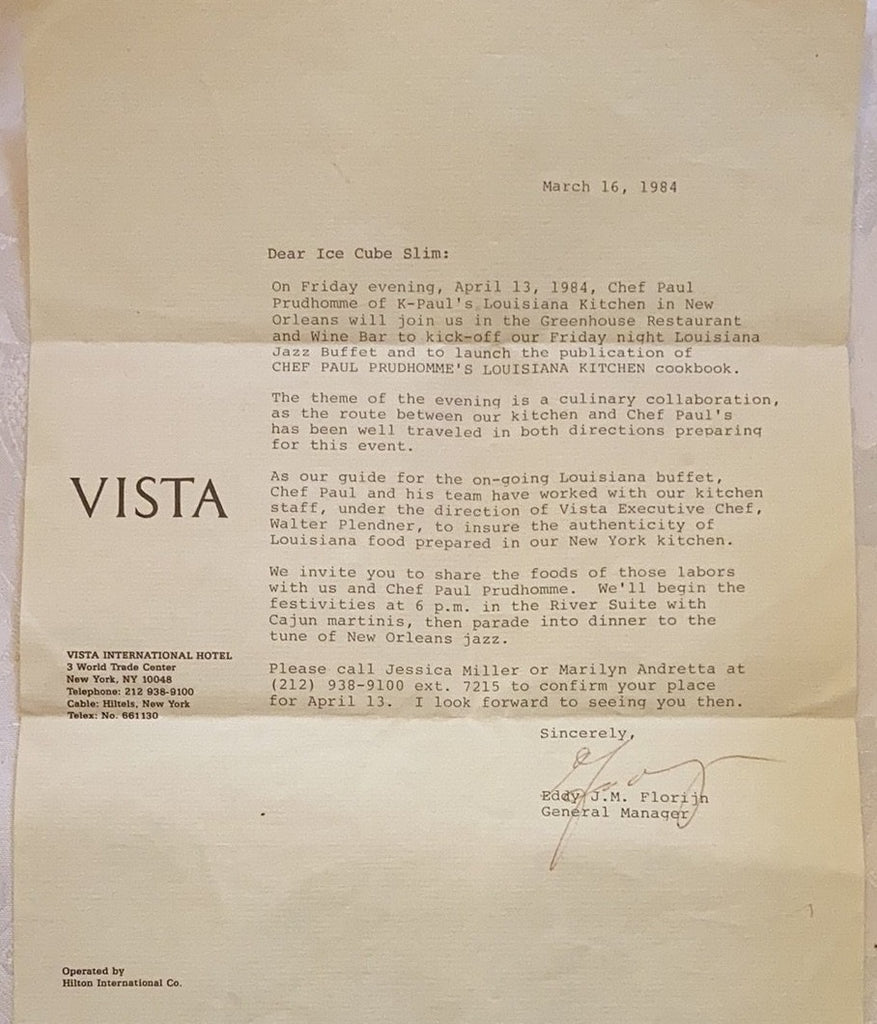 March 16, 1984
Dear Ice Cube Slim:
On Friday evening, April 13, 1984, Chef Paul
Prudhomme of K-Paul's Louisiana Kitchen in New
Orleans will join us in the Greenhouse Restaurant
and Wine Bar to kick-off our Friday night Louisiana
Jazz Buffet and to launch the publication of
CHEF PAUL PRUDHOMME'S LOUISIANA KITCHEN cookbook.
The theme of the evening is a culinary collaboration,
as the route between our kitchen and Chef Paul's
has been well traveled in both directions preparing
for this event.
As our guide for the on-going Louisiana buffet,
Chef Paul and his team have worked with our kitchen
staff, under the direction of Vista Executive Chef,
Walter Plendner, to insure the authenticity of
Louisiana food prepared in our New York kitchen.
We invite you to share the foods of those labors
with us and Chef Paul Prudhomme.  We'll begin the
festivities at 6 p.m. in the River Suite with
Cajun martinis, then parade into dinner to the
tune of New Orleans jazz.
Please call Jessica Miller or Marilyn Andretta at
(212) 938-9100 ext. 7215 to confirm your place
for April 13.  I look forward to seeing you then.
Sincerely,
Eddy J.M. Florijn
General Manager
VISTA
VISTA INTERNATIONAL HOTEL
3 World Trade Center
New York, NY 10048
Telephone: 212 938-9100
Cable: Hiltels, New York
Telex: No. 661130
Operated by
Hilton International Co.